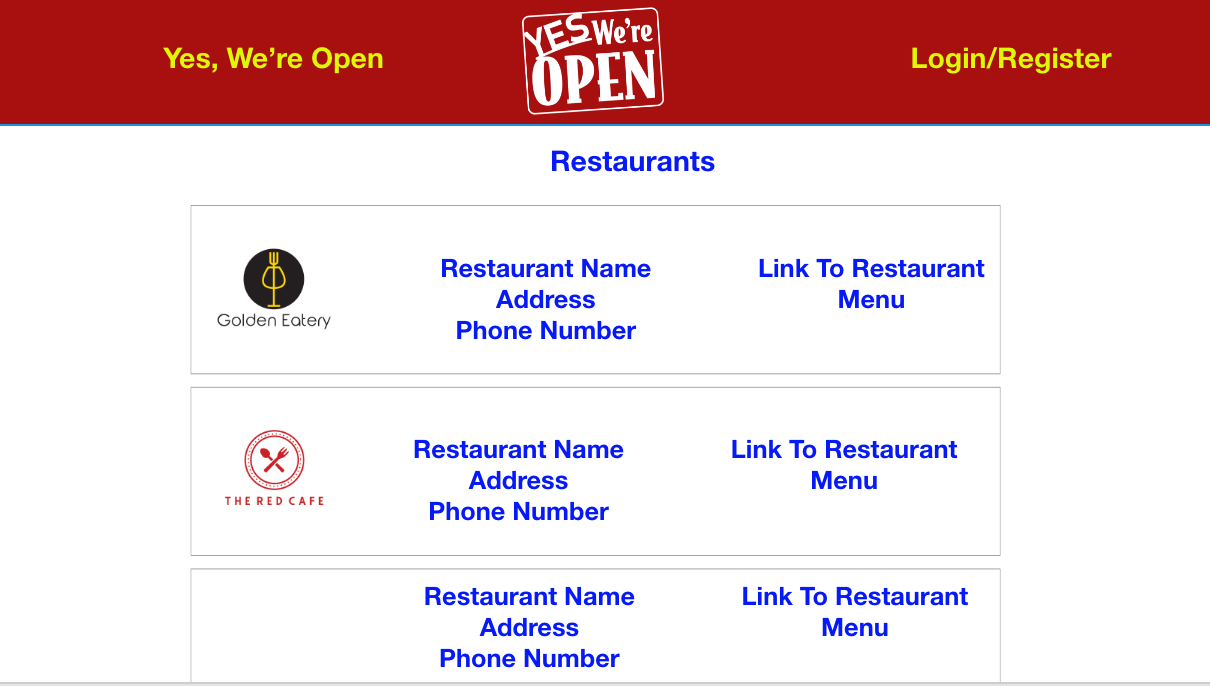 Yes, We’re Open
YES We're
OPEN
Login/Register
Restaurants
Golden Eatery
Restaurant Name
Address
Phone Number
Link To Restaurant
Menu
THE RED CAFE
Restaurant Name
Address
Phone Number
Link To Restaurant
Menu
Restaurant Name
Address
Phone Number
Link To Restaurant
Menu